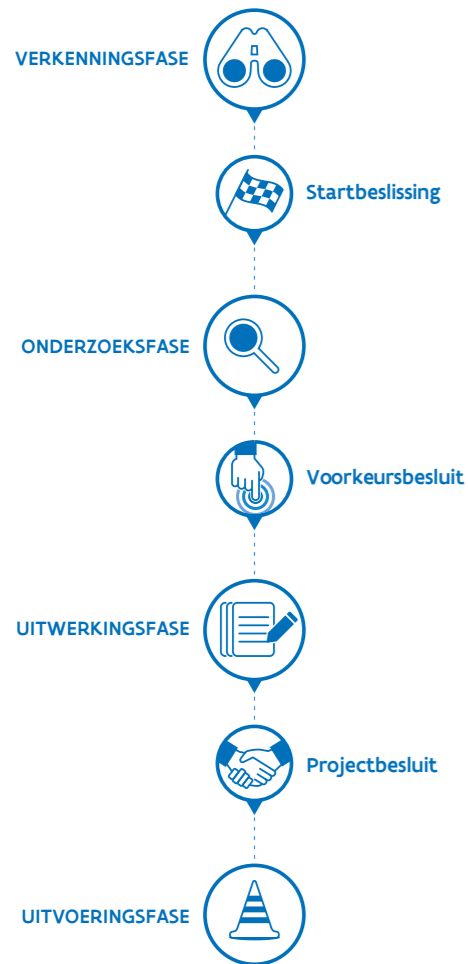 VERKENNINGSFASE
Startbeslissing
ONDERZOEKSFASE
Voorkeursbesluit
UITWERKINGSFASE
Projectbesluit
UITVOERINGSFASE